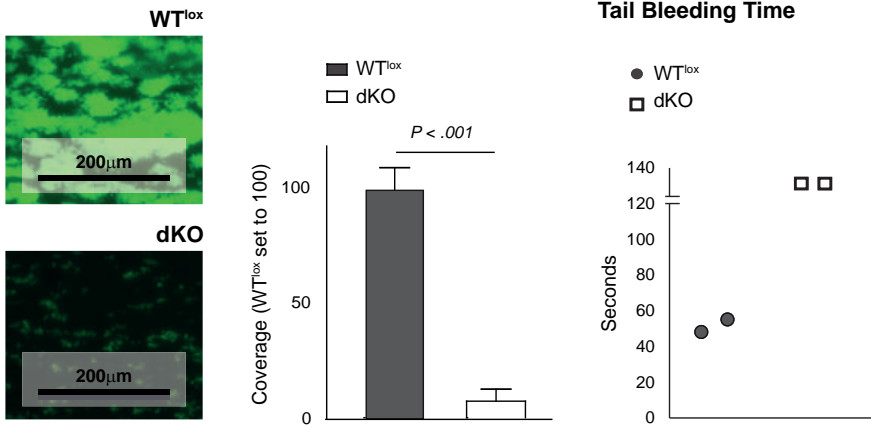 WTlox
200μm
dKO
200μm
WTlox
dKO
P < .001
Coverage (WTlox set to 100)
100
50
0
Tail Bleeding Time
WTlox
dKO
Seconds
140
120
100
80
60
40
20
0